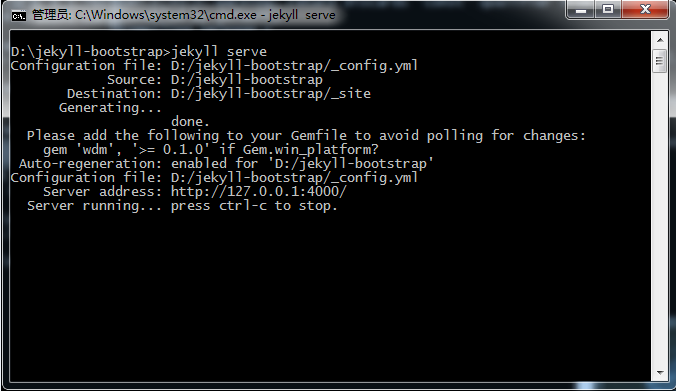 管理员: C:\Windows\system32\cmd.exe - jekyll  serve
D:\jekyll-bootstrap>jekyll serve
Configuration file: D:/jekyll-bootstrap/_config.yml
Source: D:/jekyll-bootstrap
Destination: D:/jekyll-bootstrap/_site
Generating...
done.
Please add the following to your Gemfile to avoid polling for changes:
gem 'wdm', '>= 0.1.0' if Gem.win_platform?
Auto-regeneration: enabled for 'D:/jekyll-bootstrap'
Configuration file: D:/jekyll-bootstrap/_config.yml
Server address: http://127.0.0.1:4000/
Server running... press ctrl-c to stop.